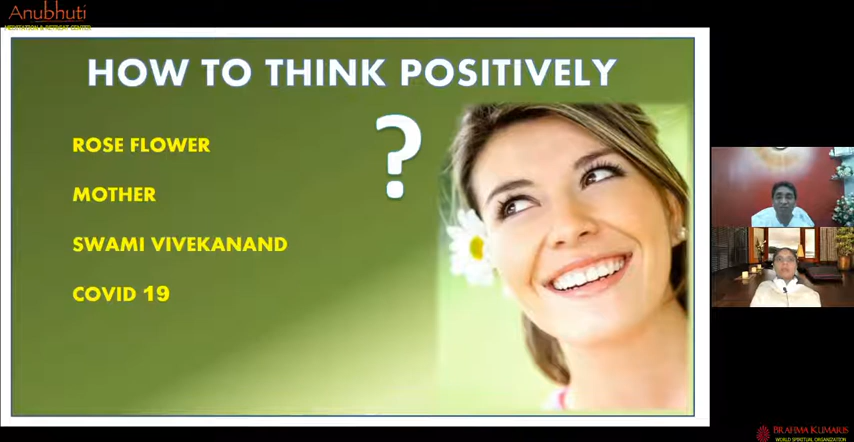 Anubhuti
MEDITATION & RETREAT CENTER
HOW TO THINK POSITIVELY
?
ROSE FLOWER
MOTHER
SWAMI VIVEKANAND
COVID 19
BRAHMA KUMARIS
WORLD SPIRITUAL ORGANIZATION